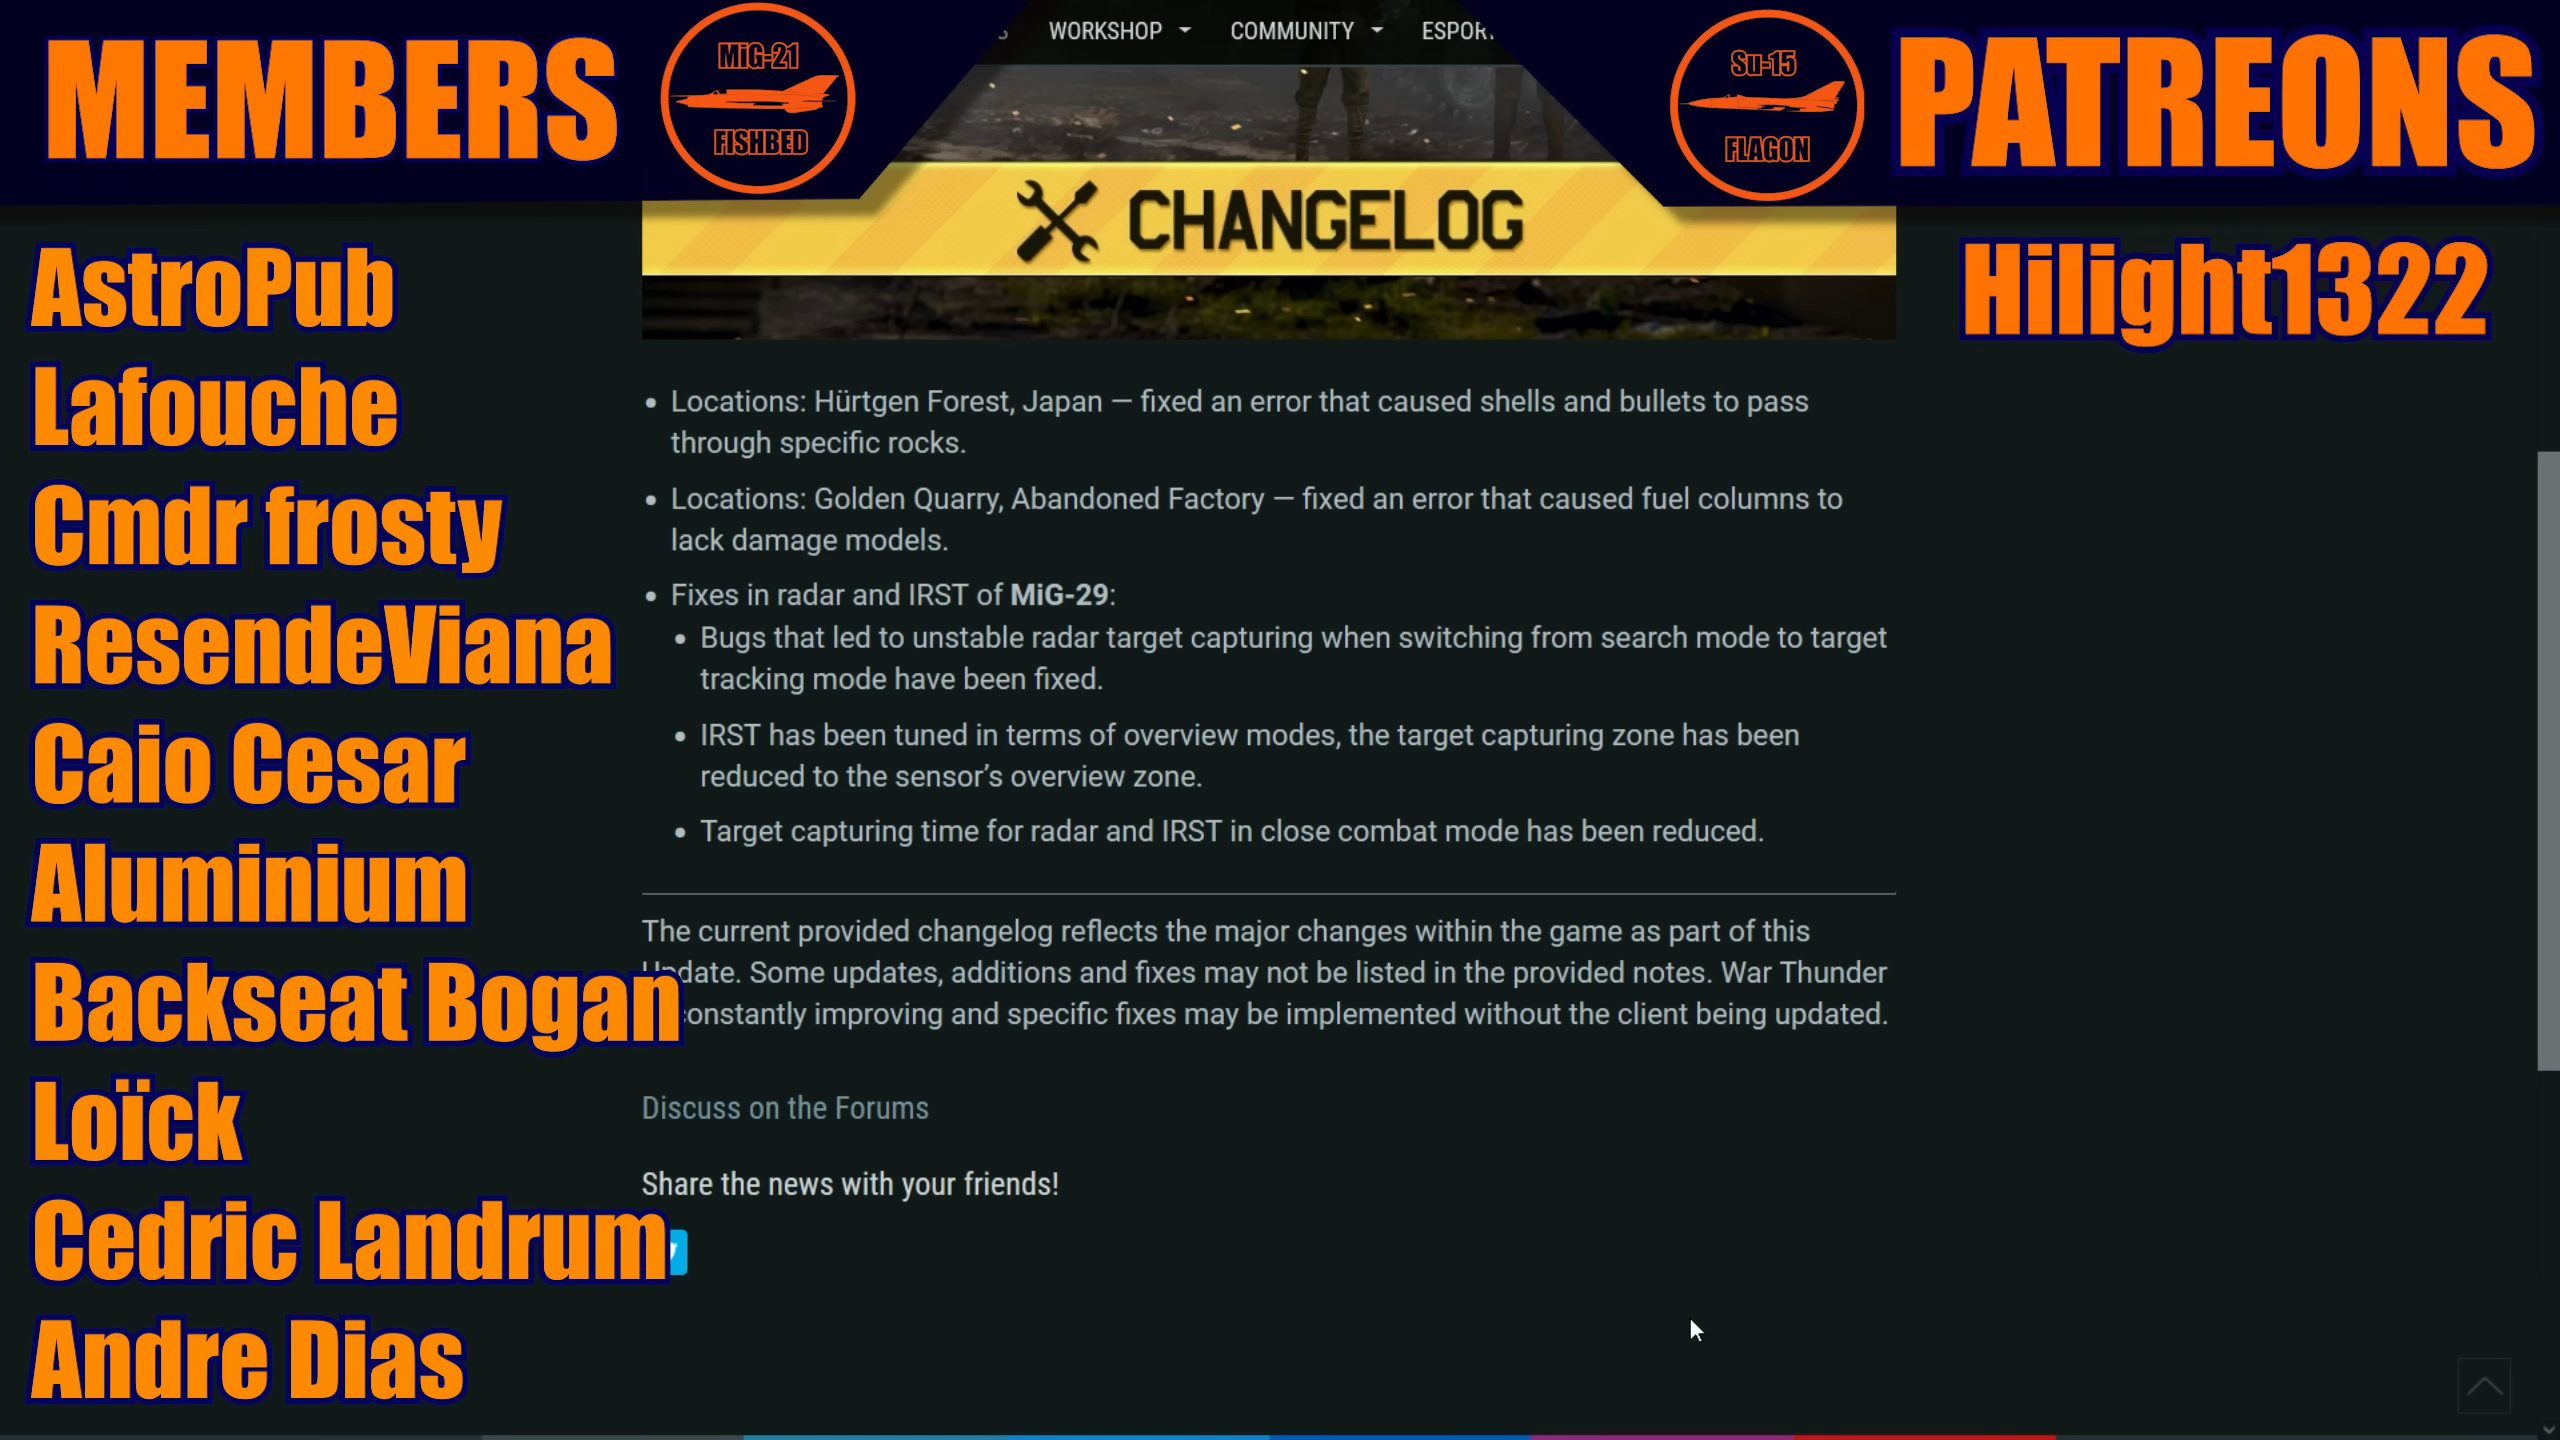 MEMBERS
MiG-21
FISHBED
WORKSHOP
COMMUNITY
Su-15
FLAGON
PATREONS
CHANGELOG
AstroPub
Lafouche
Cmdr frosty
ResendeViana
Caio Cesar
Aluminium
Backseat Bogan
Loïck
Cedric Landrum
Andre Dias
Hilight1322
• Locations: Hürtgen Forest, Japan — fixed an error that caused shells and bullets to pass
through specific rocks.
• Locations: Golden Quarry, Abandoned Factory — fixed an error that caused fuel columns to
lack damage models.
• Fixes in radar and IRST of MiG-29:
• Bugs that led to unstable radar target capturing when switching from search mode to target
tracking mode have been fixed.
• IRST has been tuned in terms of overview modes, the target capturing zone has been
reduced to the sensor’s overview zone.
• Target capturing time for radar and IRST in close combat mode has been reduced.
The current provided changelog reflects the major changes within the game as part of this
Update. Some updates, additions and fixes may not be listed in the provided notes. War Thunder
constantly improving and specific fixes may be implemented without the client being updated.
Discuss on the Forums
Share the news with your friends!